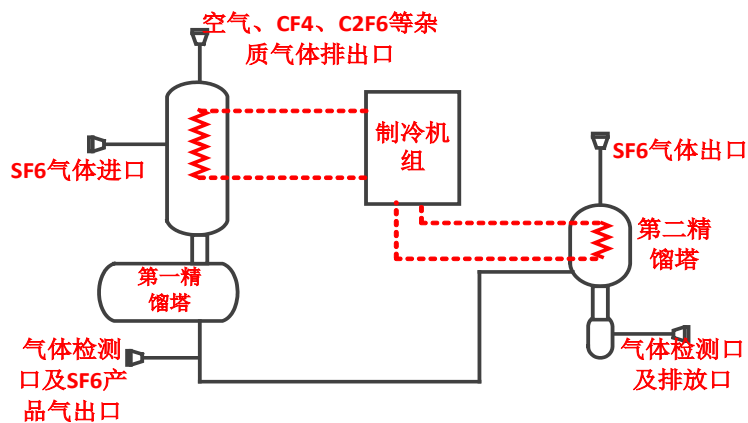 空气、CF4、C2F6等杂
质气体排出口
制冷机
组
SF6气体进口
SF6气体出口
第二精
馏塔
第一精
馏塔
气体检测
口及SF6产
品气出口
气体检测口
及排放口